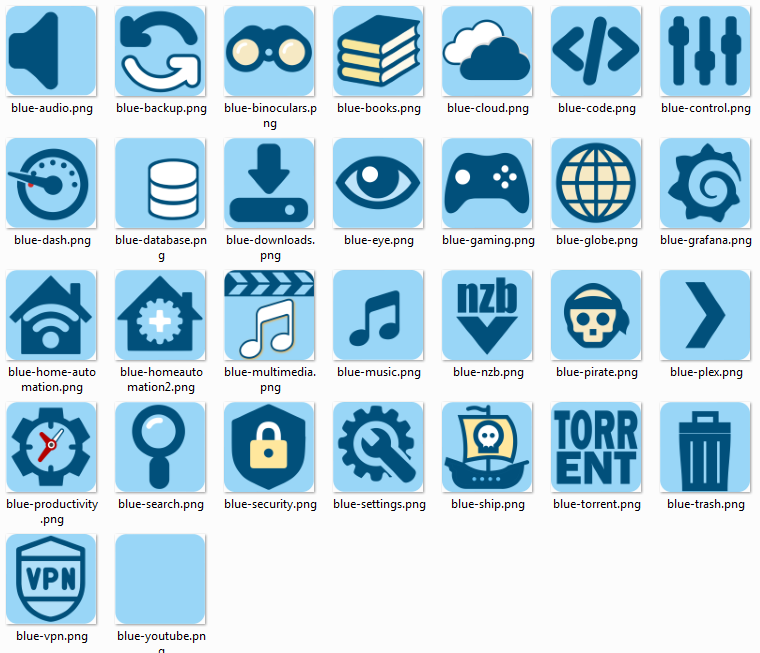 blue-audio.png
blue-backup.png
blue-binoculars.p
ng
blue-books.png
blue-cloud.png
blue-code.png
blue-control.png
blue-dash.png
blue-database.pn
g
blue-downloads.
png
blue-eye.png
blue-gaming.png
blue-globe.png
blue-grafana.png
nzb
blue-home-auto
mation.png
blue-homeauto
mation2.png
blue-multimedia.
png
blue-music.png
blue-nzb.png
blue-pirate.png
blue-plex.png
TORR
ENT
blue-productivity
.png
blue-search.png
blue-security.png
blue-settings.png
blue-ship.png
blue-torrent.png
blue-trash.png
VPN
blue-vpn.png
blue-youtube.pn
g